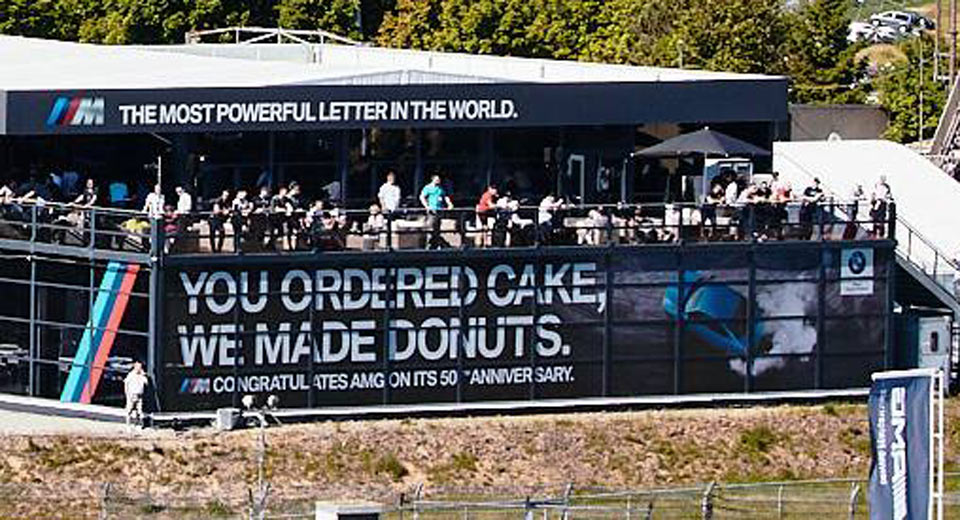 M THE MOST POWERFUL LETTER IN THE WORLD.
YOU ORDERED CAKE,
WE MADE DONUTS.
M CONGRATULATES AMG ON ITS 50TH ANNIVERSARY.
AMG